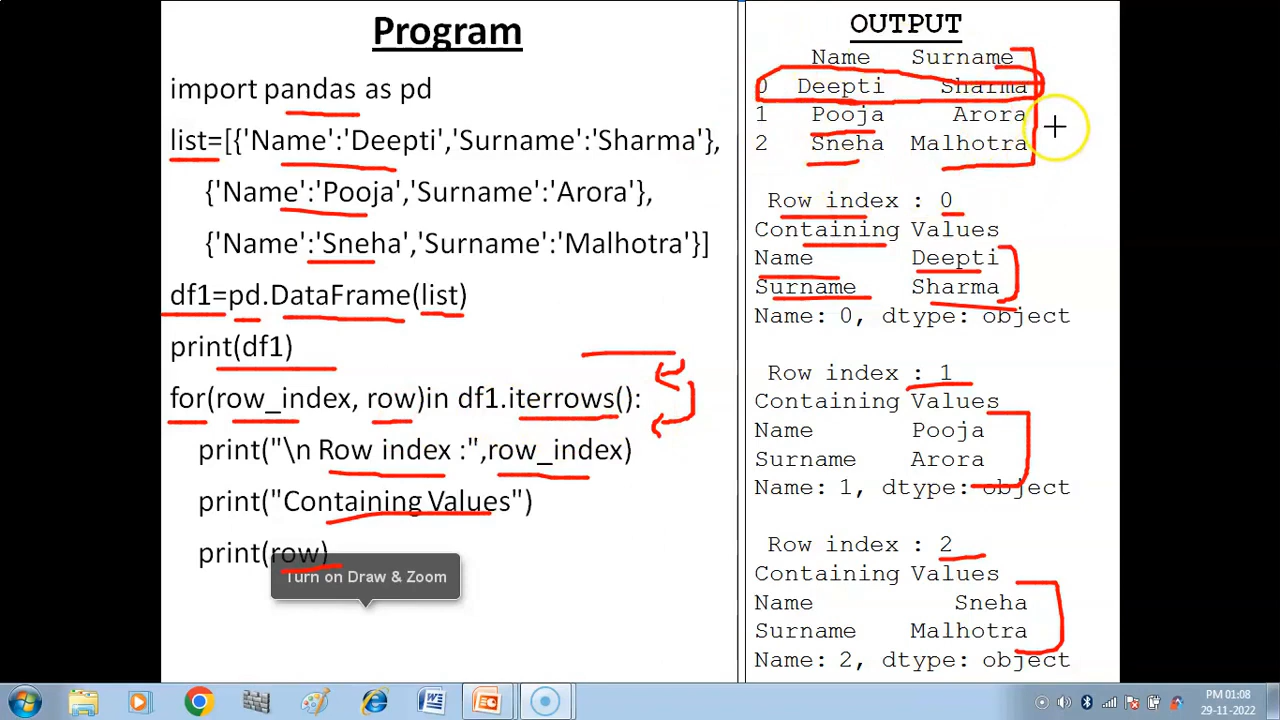 Program
import pandas as pd
list=[{'Name':'Deepti','Surname':'Sharma'},
{'Name':'Pooja','Surname':'Arora'},
{'Name':'Sneha','Surname':'Malhotra'}]
df1=pd.DataFrame(list)
print(df1)
for(row_index, row)in df1.iterrows():
print("\n Row index :",row_index)
print("Containing Values")
print(row)
Turn on Draw & Zoom
OUTPUT
Name Surname
0 Deepti Sharma
1 Pooja Arora
2 Sneha Malhotra
Row index : 0
Containing Values
Name Deepti
Surname Sharma
Name: 0, dtype: object
Row index : 1
Containing Values
Name Pooja
Surname Arora
Name: 1, dtype: object
Row index : 2
Containing Values
Name Sneha
Surname Malhotra
Name: 2, dtype: object
PM 01:08
29-11-2022